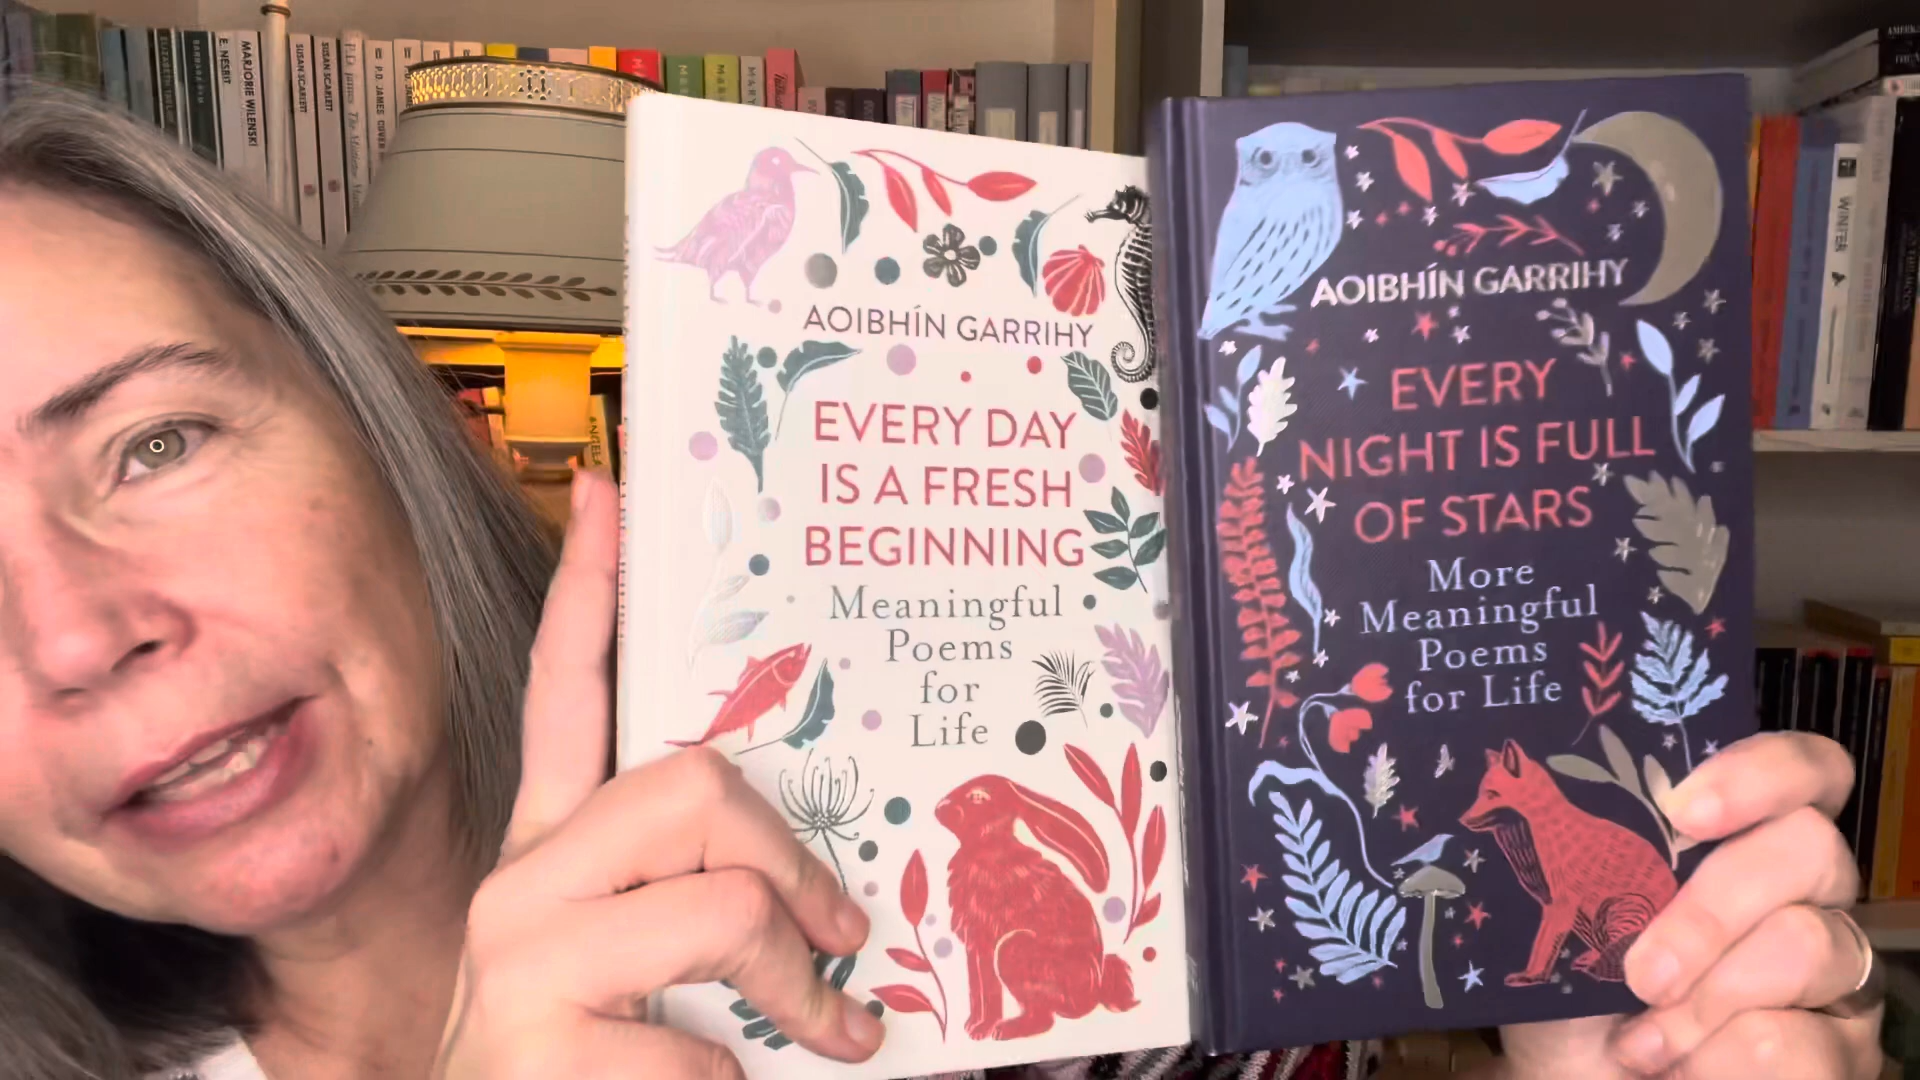 E. NESBIT
MARJORIE WILENSKI
SUSAN SCARLETT
SUSAN SCARLETT
AOIBHÍN GARRIHY
EVERY DAY
IS A FRESH
BEGINNING
Meaningful
Poems
for
Life
AOIBHÍN GARRIHY
EVERY
NIGHT IS FULL
OF STARS
More
Meaningful
Poems
for Life
WINTER